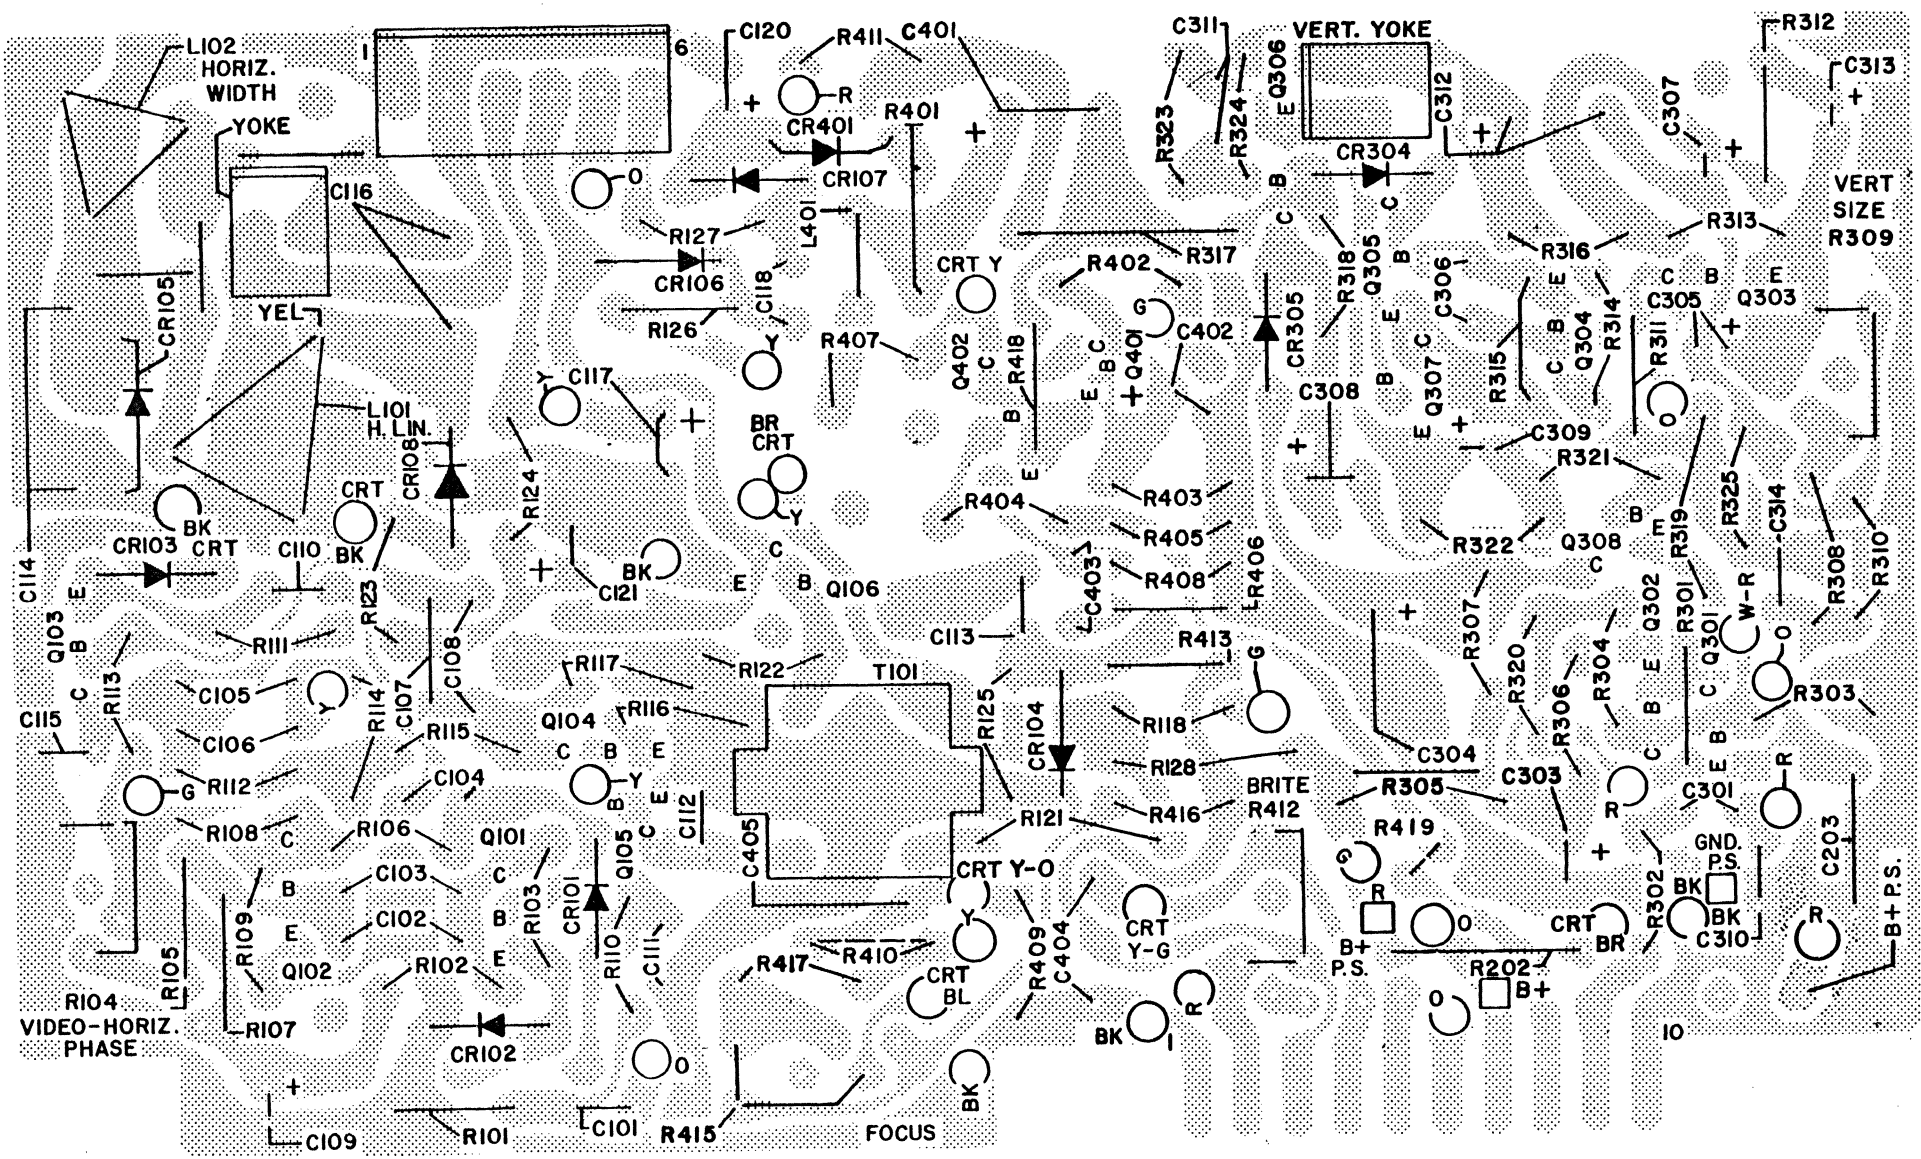 L102
HORIZ.
WIDTH
1
6
C120
R411
C401
C311
VERT. YOKE
R312
C313
+
YOKE
+
R
CR401
R401
+
R323
R324
E Q306
B
C
C312
+
C307
+
CR304
CR107
C116
O
L401
VERT
SIZE
R309
R127
R317
R318
Q305
C
B
E
B
R316
R313
CR106
CRT Y
R402
C118
C306
E
B
C
Q304
R314
C B E
C305
Q303
+
CR105
YEL
R126
Y
R407
Q402
C
B
E
R418
C
B
E
Q401
+
G
C402
CR305
C
Q307
E
R315
R311
O
C117
Y
+
L101
H. LIN.
CR108
BR
CRT
Y
C308
+
+
C309
R321
R124
CRT
BK
BK
CRT
R404
R403
R405
R408
R322
B
E
Q308
C
R319
R325
C314
R308
R310
CR103
C110
C114
R123
+
C121
BK
E
C
B
Q106
C403
R406
Q103
E
B
C
R111
C113
R413
G
+
R307
Q302
E
B
C
R301
Q301
C
B
E
W-R
O
R113
C105
Y
R114
C107
C108
R117
R122
T101
R125
R320
R306
R304
R303
C115
C106
R115
Q104
C B E
R116
CR104
R118
C304
R128
G
R112
C104
Y
B
E
C
Q105
C112
BRITE
R412
R305
C303
R
C301
R
R108
C
B
E
Q102
R106
Q101
C
B
E
C405
R121
R416
R419
G
+
GND.
P.S.
C203
C103
R103
CR101
CRT Y-O
R
BK
BK
C310
R302
C102
R109
R105
R110
C111
Y
R409
C404
CRT
Y-G
B+
P.S.
O
CRT
BR
R
B+ P.S.
R102
R417
R410
CRT
BL
R202
B+
R104
VIDEO-HORIZ.
PHASE
R107
CR102
O
BK
1
R
O
10
+
BK
C109
R101
C101
R415
FOCUS